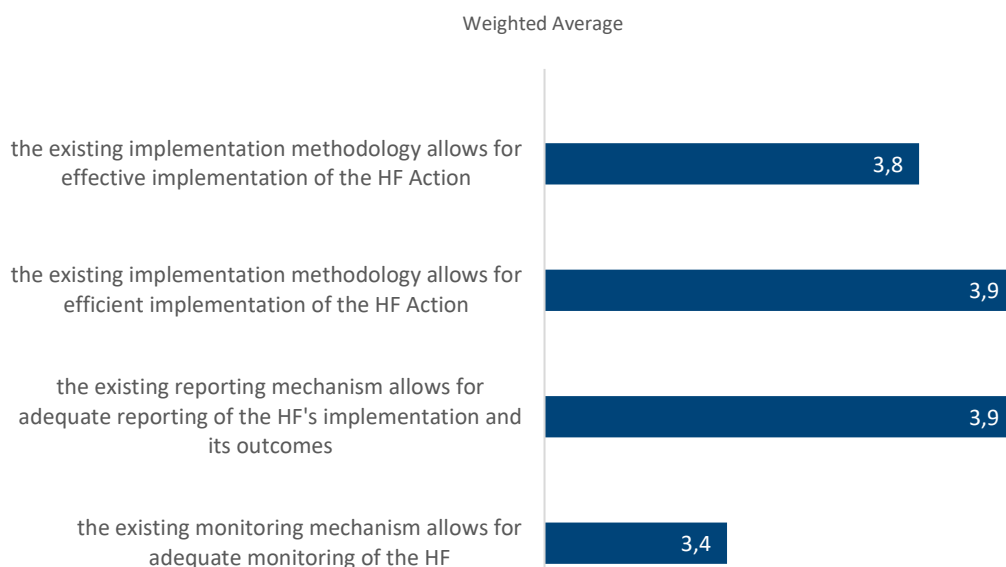 Weighted Average
the existing implementation methodology allows for
effective implementation of the HF Action
3,8
the existing implementation methodology allows for
efficient implementation of the HF Action
3,9
the existing reporting mechanism allows for
adequate reporting of the HF's implementation and
its outcomes
3,9
the existing monitoring mechanism allows for
adequate monitoring of the HF
3,4